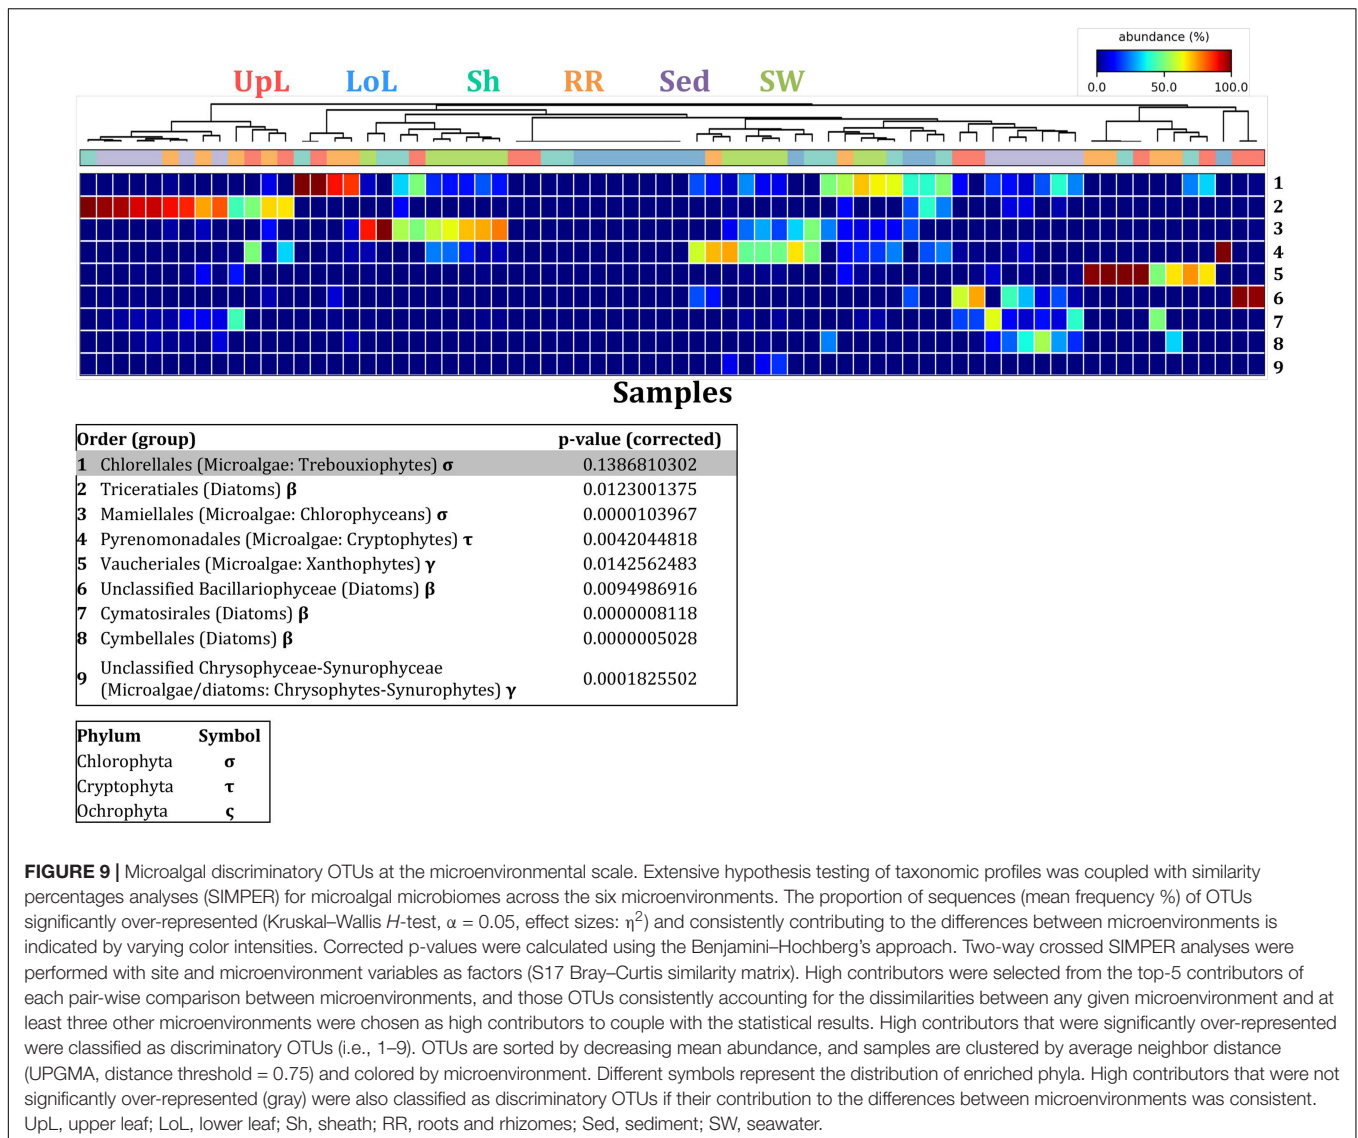 abundance (%)
0.0 50.0 100.0
UpL LoL Sh RR Sed SW
1
2
3
4
5
6
7
8
9
Samples
Order (group) p-value (corrected)
1 Chlorellales (Microalgae: Trebouxiophytes) σ 0.1386810302
2 Triceratiales (Diatoms) β 0.0123001375
3 Mamiellales (Microalgae: Chlorophyceans) σ 0.0000103967
4 Pyrenomonadales (Microalgae: Cryptophytes) τ 0.0042044818
5 Vaucheriales (Microalgae: Xanthophytes) γ 0.0142562483
6 Unclassified Bacillariophyceae (Diatoms) β 0.0094986916
7 Cymatosirales (Diatoms) β 0.0000008118
8 Cymbellales (Diatoms) β 0.0000005028
9 Unclassified Chrysophyceae-Synurophyceae
(Microalgae/diatoms: Chrysophytes-Synurophytes) γ 0.0001825502
Phylum Symbol
Chlorophyta σ
Cryptophyta τ
Ochrophyta ς
FIGURE 9 | Microalgal discriminatory OTUs at the microenvironmental scale. Extensive hypothesis testing of taxonomic profiles was coupled with similarity
percentages analyses (SIMPER) for microalgal microbiomes across the six microenvironments. The proportion of sequences (mean frequency %) of OTUs
significantly over-represented (Kruskal–Wallis H-test, α = 0.05, effect sizes: η²) and consistently contributing to the differences between microenvironments is
indicated by varying color intensities. Corrected p-values were calculated using the Benjamini–Hochberg's approach. Two-way crossed SIMPER analyses were
performed with site and microenvironment variables as factors (S17 Bray–Curtis similarity matrix). High contributors were selected from the top-5 contributors of
each pair-wise comparison between microenvironments, and those OTUs consistently accounting for the dissimilarities between any given microenvironment and at
least three other microenvironments were chosen as high contributors to couple with the statistical results. High contributors that were significantly over-represented
were classified as discriminatory OTUs (i.e., 1–9). OTUs are sorted by decreasing mean abundance, and samples are clustered by average neighbor distance
(UPGMA, distance threshold = 0.75) and colored by microenvironment. Different symbols represent the distribution of enriched phyla. High contributors that were not
significantly over-represented (gray) were also classified as discriminatory OTUs if their contribution to the differences between microenvironments was consistent.
UpL, upper leaf; LoL, lower leaf; Sh, sheath; RR, roots and rhizomes; Sed, sediment; SW, seawater.